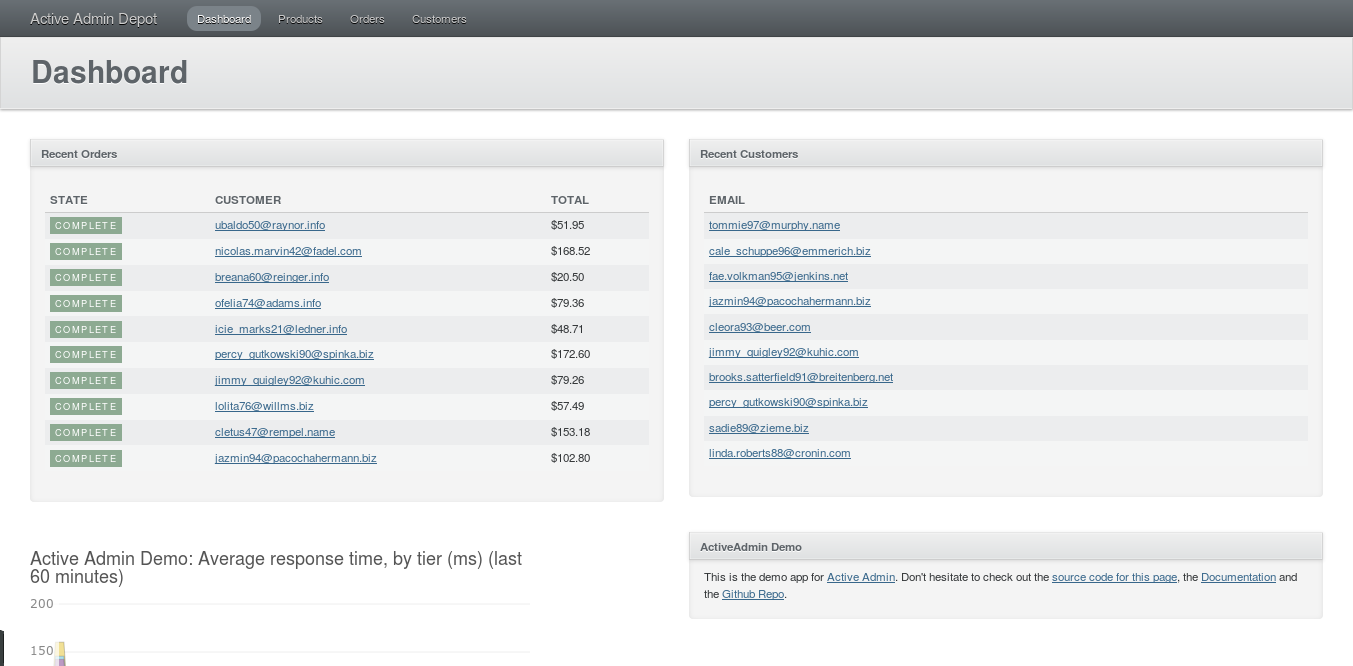 Active Admin Depot Dashboard Products Orders Customers
Dashboard
Recent Orders
STATE CUSTOMER TOTAL
COMPLETE ubaldo50@raynor.info $51.95
COMPLETE nicolas.marvin42@fadel.com $168.52
COMPLETE breana60@reinger.info $20.50
COMPLETE ofelia74@adams.info $79.36
COMPLETE icie_marks21@ledner.info $48.71
COMPLETE percy_gutkowski90@spinka.biz $172.60
COMPLETE jimmy_quigley92@kuhic.com $79.26
COMPLETE lolita76@willms.biz $57.49
COMPLETE cletus47@rempel.name $153.18
COMPLETE jazmin94@pacochahermann.biz $102.80
Recent Customers
EMAIL
tommie97@murphy.name
cale_schuppe96@emmerich.biz
fae.volkman95@jenkins.net
jazmin94@pacochahermann.biz
cleora93@beer.com
jimmy_quigley92@kuhic.com
brooks.satterfield91@breitenberg.net
percy_gutkowski90@spinka.biz
sadie89@zieme.biz
linda.roberts88@cronin.com
Active Admin Demo: Average response time, by tier (ms) (last
60 minutes)
200
150
ActiveAdmin Demo
This is the demo app for Active Admin. Don't hesitate to check out the source code for this page, the Documentation and
the Github Repo.